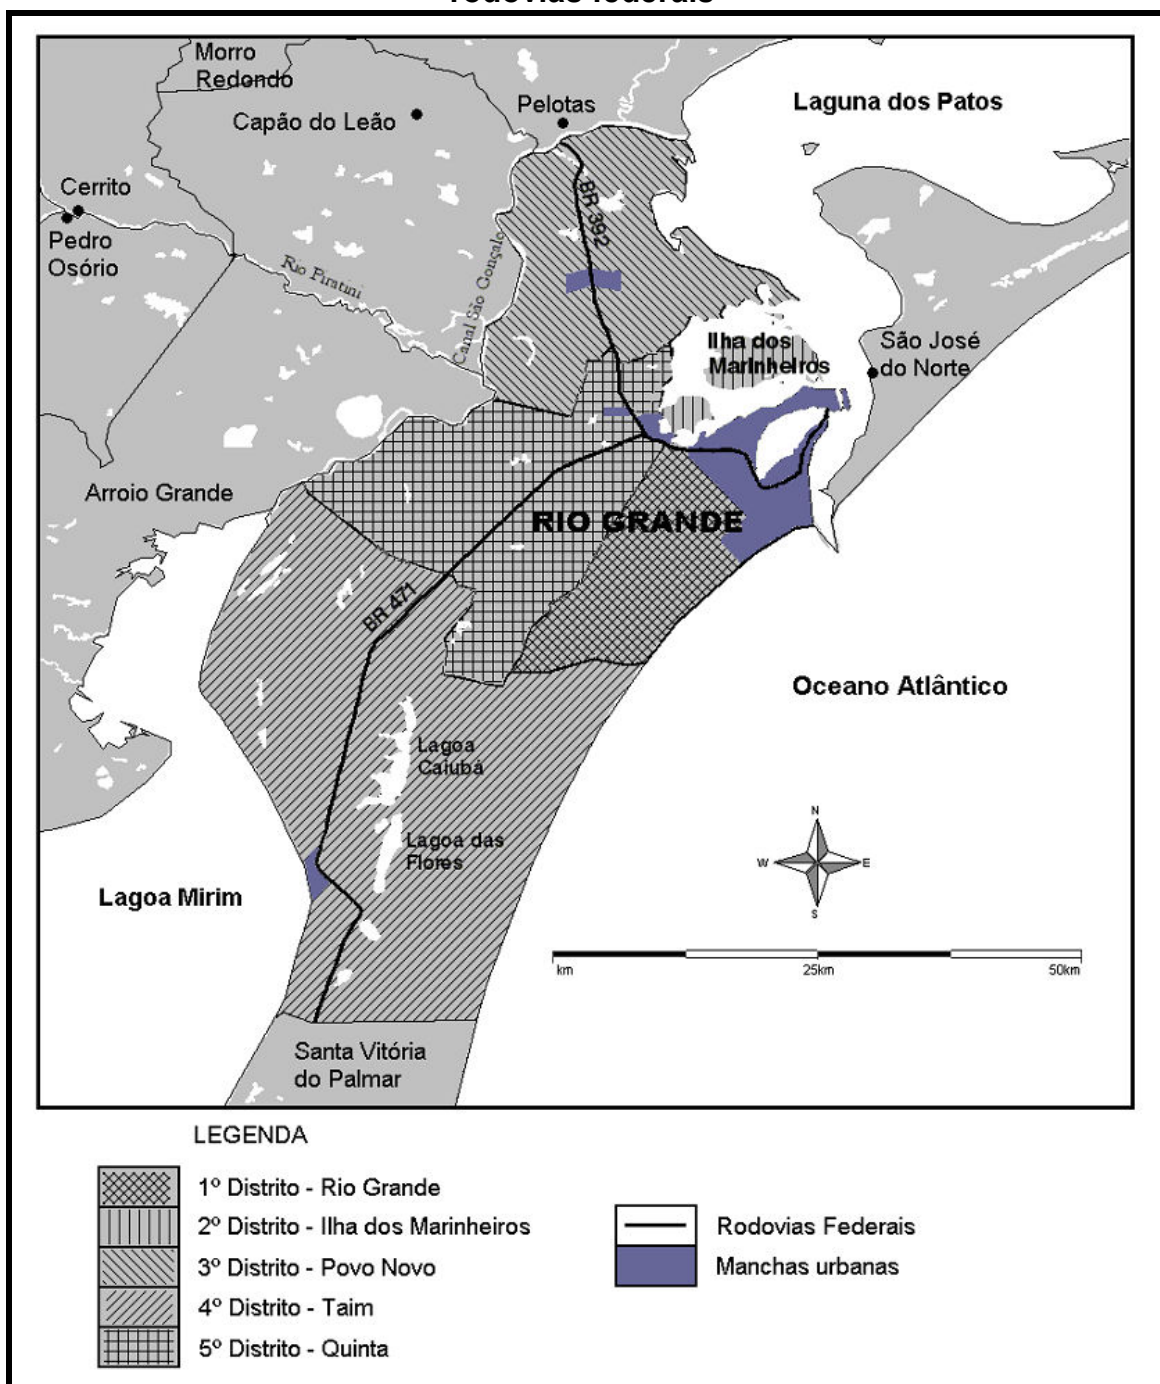 rodovias federais
Morro
Redondo
Pelotas
Laguna dos Patos
Capão do Leão
Cerrito
BR 392
Pedro
Osório
Rio Piratini
Canal São Gonçalo
Ilha dos
Marinheiros
São José
do Norte
Arroio Grande
RIO GRANDE
BR 471
Oceano Atlântico
Lagoa
Caiubá
Lagoa das
Flores
N
W
E
S
Lagoa Mirim
km
25km
50km
Santa Vitória
do Palmar
LEGENDA
1º Distrito - Rio Grande
2º Distrito - Ilha dos Marinheiros
3º Distrito - Povo Novo
4º Distrito - Taim
5º Distrito - Quinta
Rodovias Federais
Manchas urbanas